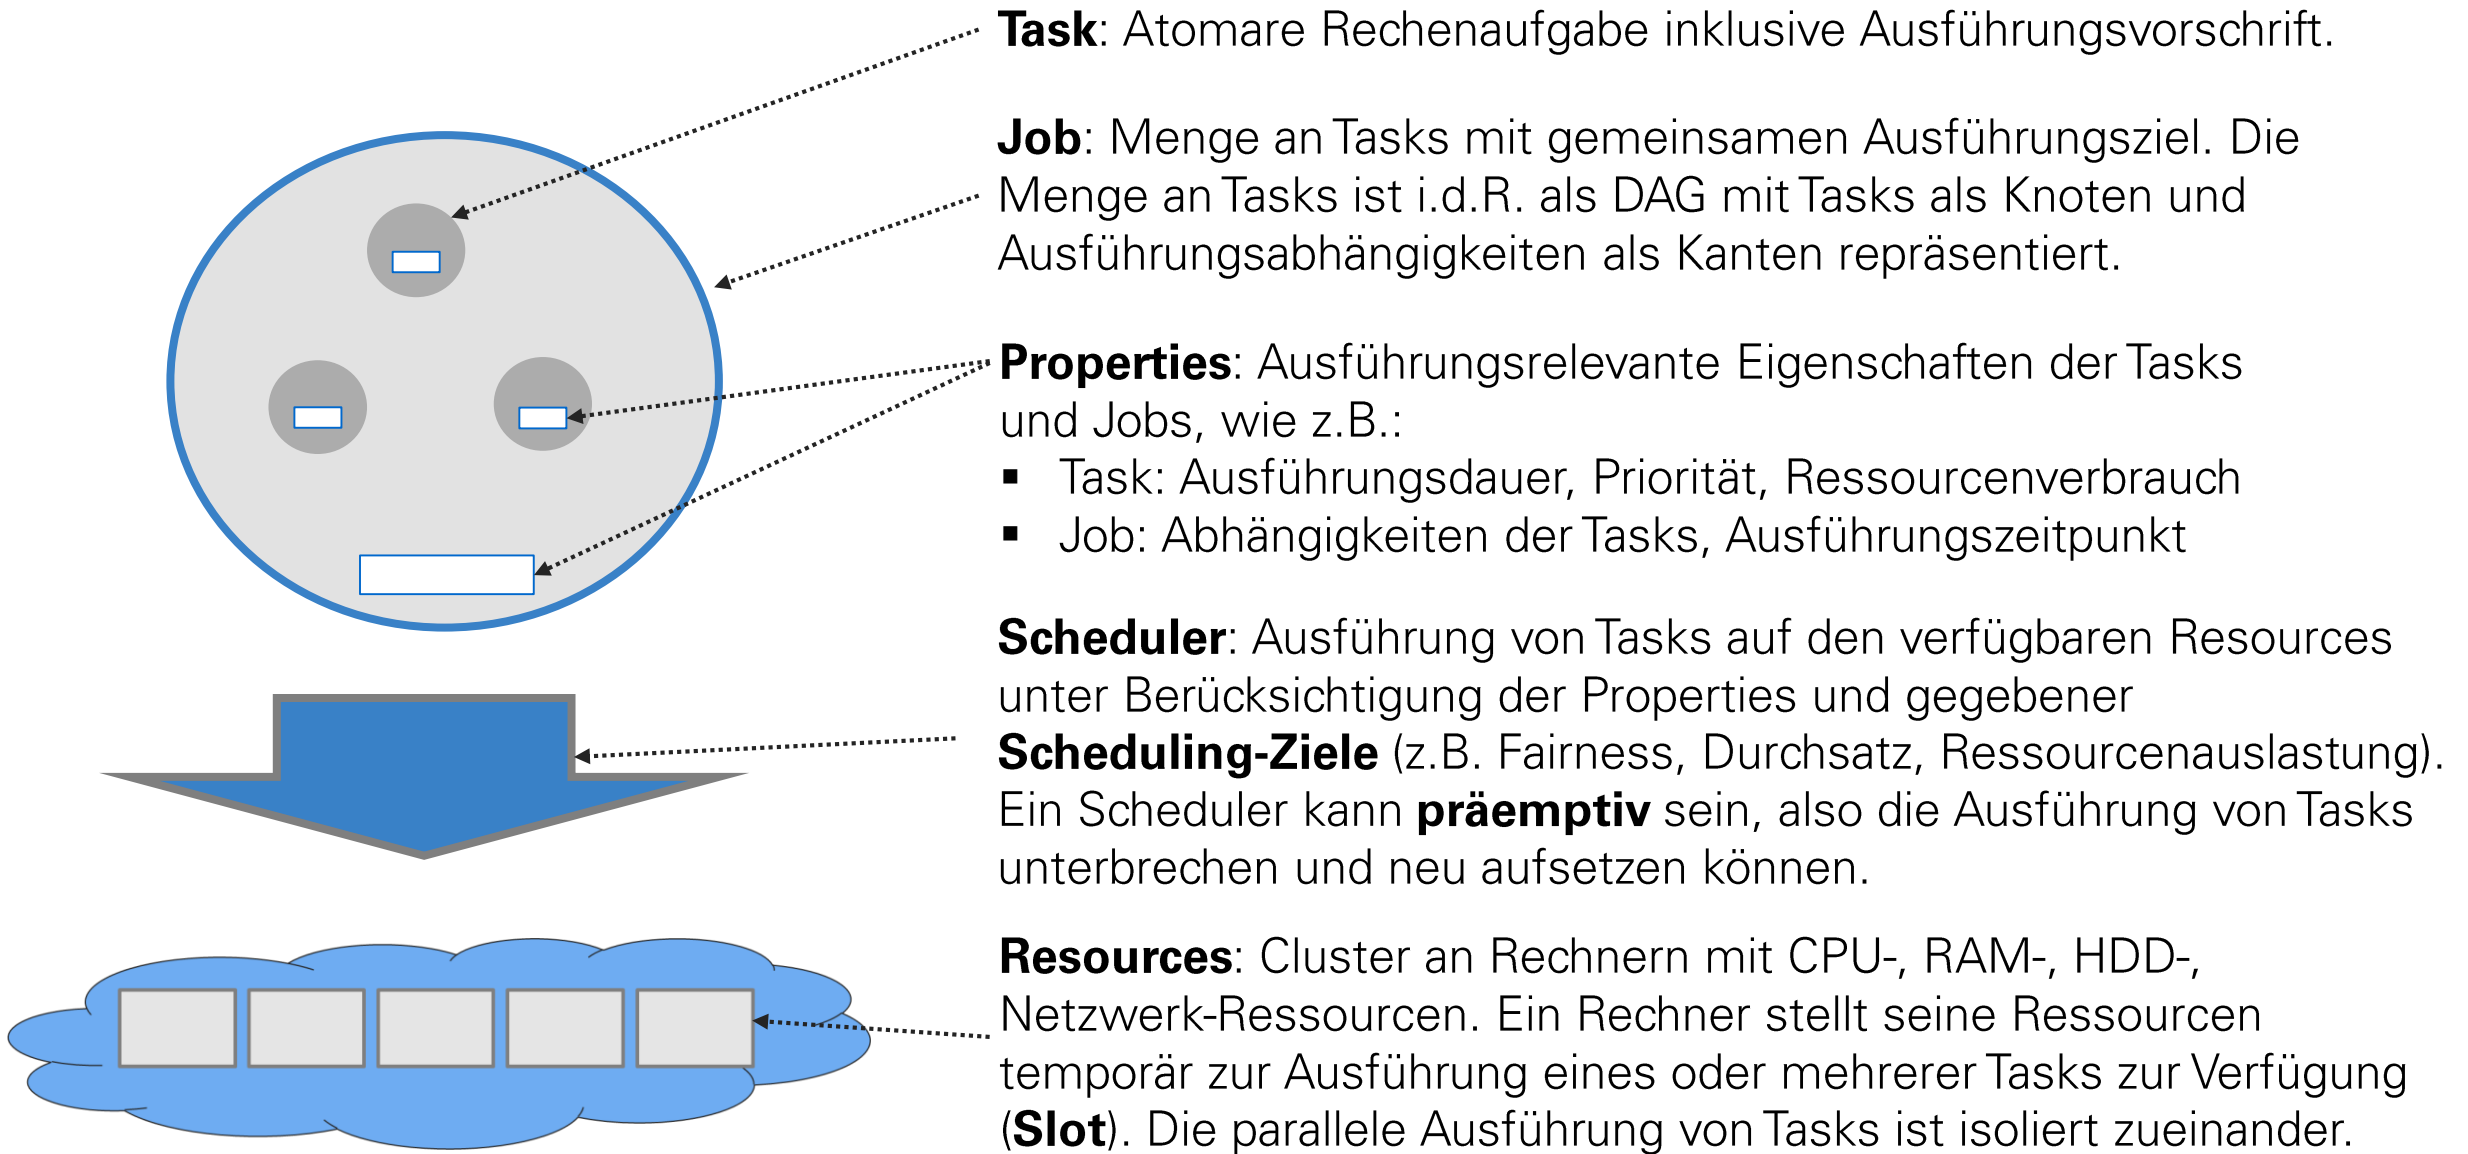 Task: Atomare Rechenaufgabe inklusive Ausführungsvorschrift.
Job: Menge an Tasks mit gemeinsamen Ausführungsziel. Die
Menge an Tasks ist i.d.R. als DAG mit Tasks als Knoten und
Ausführungsabhängigkeiten als Kanten repräsentiert.
Properties: Ausführungsrelevante Eigenschaften der Tasks
und Jobs, wie z.B.:
▪ Task: Ausführungsdauer, Priorität, Ressourcenverbrauch
▪ Job: Abhängigkeiten der Tasks, Ausführungszeitpunkt
Scheduler: Ausführung von Tasks auf den verfügbaren Resources
unter Berücksichtigung der Properties und gegebener
Scheduling-Ziele (z.B. Fairness, Durchsatz, Ressourcenauslastung).
Ein Scheduler kann präemptiv sein, also die Ausführung von Tasks
unterbrechen und neu aufsetzen können.
Resources: Cluster an Rechnern mit CPU-, RAM-, HDD-,
Netzwerk-Ressourcen. Ein Rechner stellt seine Ressourcen
temporär zur Ausführung eines oder mehrerer Tasks zur Verfügung
(Slot). Die parallele Ausführung von Tasks ist isoliert zueinander.